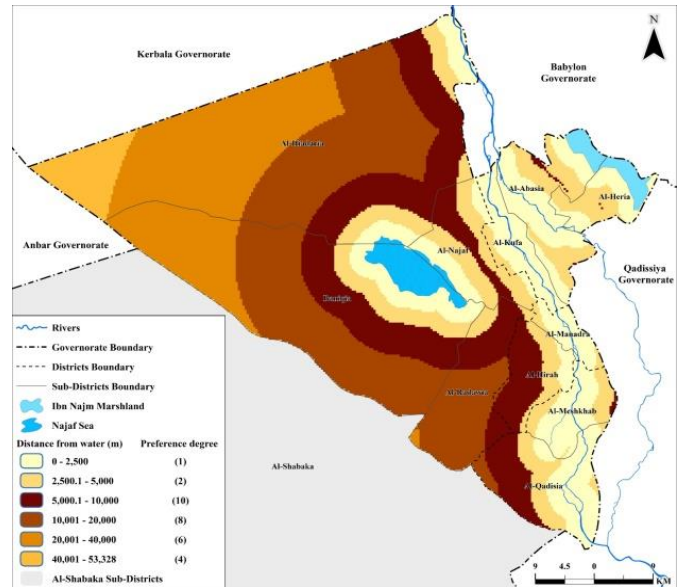 N
Kerbala Governorate
Babylon
Governorate
Al-Haidaria
Al-Abasia
Al-Heria
Anbar Governorate
Al-Najaf
Al-Kufa
Qadissiya
Governorate
Al-Manadra
Al-Hirah
Al-Radawia
Al-Meshkhab
Al-Shabaka
Al-Qadisia
Rivers
Governorate Boundary
Districts Boundary
Sub-Districts Boundary
Ibn Najm Marshland
Najaf Sea
Distance from water (m) Preference degree
0 - 2,500 (1)
2,500.1 - 5,000 (2)
5,000.1 - 10,000 (10)
10,001 - 20,000 (8)
20,001 - 40,000 (6)
40,001 - 53,328 (4)
Al-Shabaka Sub-Districts
9 4.5 0 9
KM